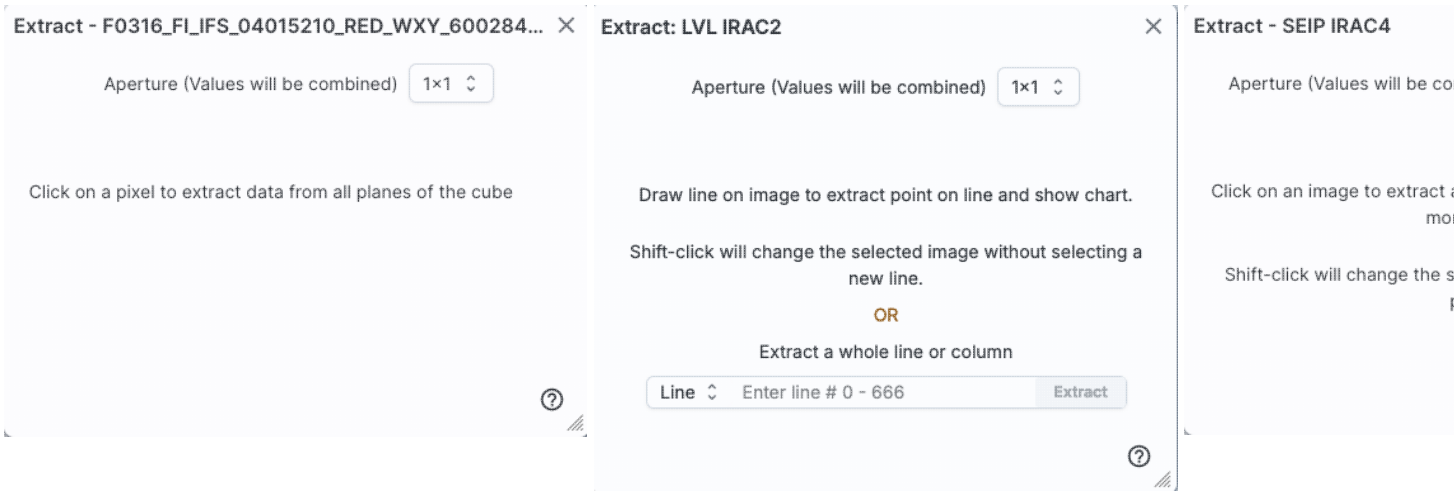 Extract - F0316_FI_IFS_04015210_RED_WXY_600284...
Aperture (Values will be combined) 1×1
Click on a pixel to extract data from all planes of the cube
Extract: LVL IRAC2
Aperture (Values will be combined) 1×1
Draw line on image to extract point on line and show chart.
Shift-click will change the selected image without selecting a
new line.
OR
Extract a whole line or column
Line Enter line # 0 - 666 Extract
Extract - SEIP IRAC4
Aperture (Values will be
Click on an image to extract
Shift-click will change the